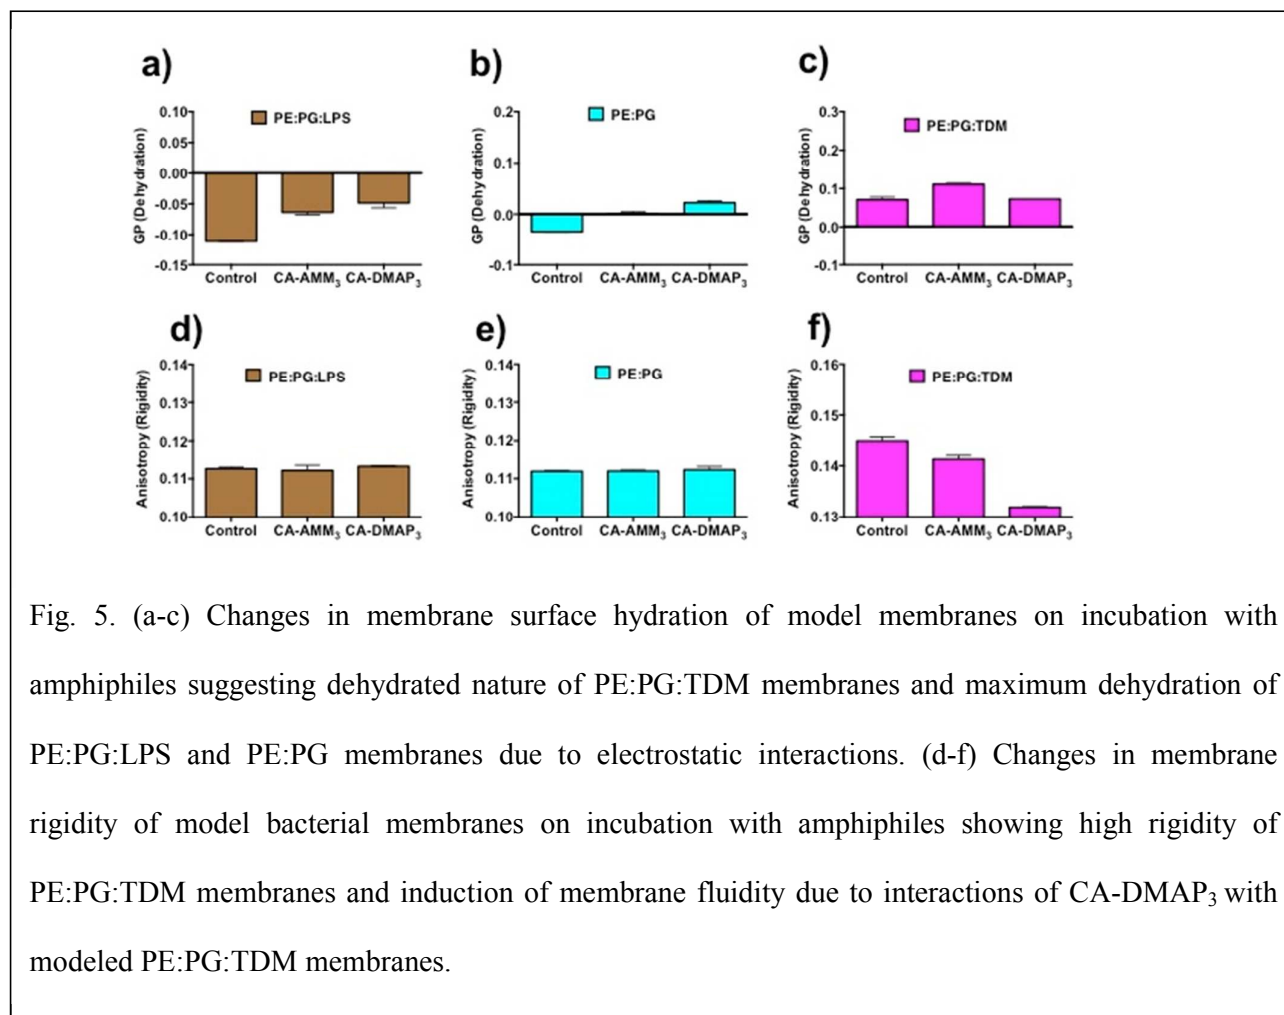 a)
GP (Dehydration)
0.10
0.05
0.00
-0.05
-0.10
-0.15
PE:PG:LPS
Control CA-AMM₃ CA-DMAP₃
b)
GP (Dehydration)
0.2
0.1
0.0
-0.1
PE:PG
Control CA-AMM₃ CA-DMAP₃
c)
GP (Dehydration)
0.3
0.2
0.1
0.0
-0.1
PE:PG:TDM
Control CA-AMM₃ CA-DMAP₃
d)
Anisotropy (Rigidity)
0.14
0.13
0.12
0.11
0.10
PE:PG:LPS
Control CA-AMM₃ CA-DMAP₃
e)
Anisotropy (Rigidity)
0.14
0.13
0.12
0.11
0.10
PE:PG
Control CA-AMM₃ CA-DMAP₃
f)
Anisotropy (Rigidity)
0.16
0.15
0.14
0.13
PE:PG:TDM
Control CA-AMM₃ CA-DMAP₃
Fig. 5. (a-c) Changes in membrane surface hydration of model membranes on incubation with
amphiphiles suggesting dehydrated nature of PE:PG:TDM membranes and maximum dehydration of
PE:PG:LPS and PE:PG membranes due to electrostatic interactions. (d-f) Changes in membrane
rigidity of model bacterial membranes on incubation with amphiphiles showing high rigidity of
PE:PG:TDM membranes and induction of membrane fluidity due to interactions of CA-DMAP₃ with
modeled PE:PG:TDM membranes.